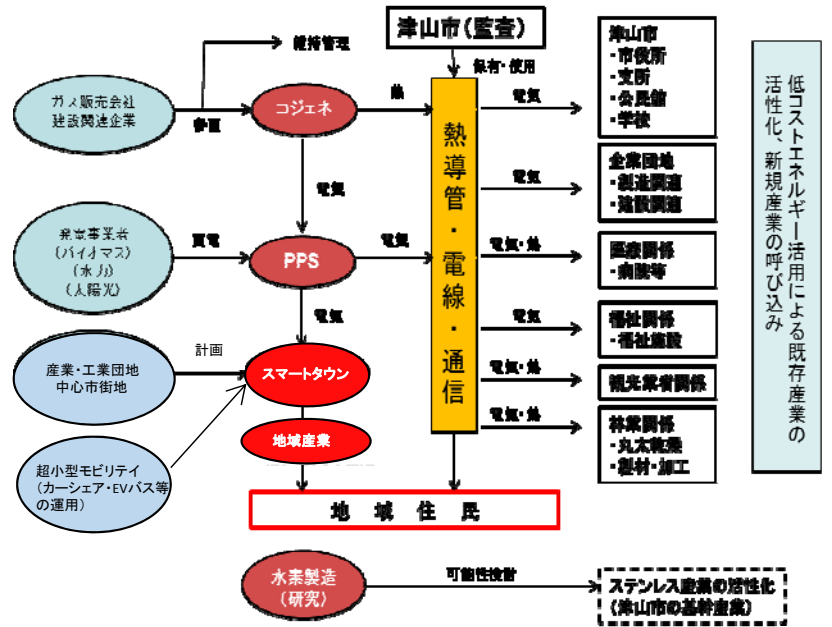 津山市(監査)
維持管理
保有・使用
ガス販売会社
建設関連企業
コジェネ
熱
電気
津山市
・市役所
・支所
・公民館
・学校
電気
企業団地
・製造関連
・建設関連
電気
発電事業者
(バイオマス)
(水力)
(太陽光)
買電
PPS
電気
熱導管・電線・通信
電気・熱
医療関係
・病院等
電気
電気
福祉関係
・福祉施設
産業・工業団地
中心市街地
計画
スマートタウン
電気・熱
観光業者関係
電気・熱
林業関係
・丸太乾燥
・製材・加工
地域産業
超小型モビリテイ
(カーシェア・EVバス等
の運用)
地域住民
水素製造
(研究)
可能性検討
ステンレス産業の活性化
(津山市の基幹産業)
低コストエネルギー活用による既存産業の
活性化、新規産業の呼び込み